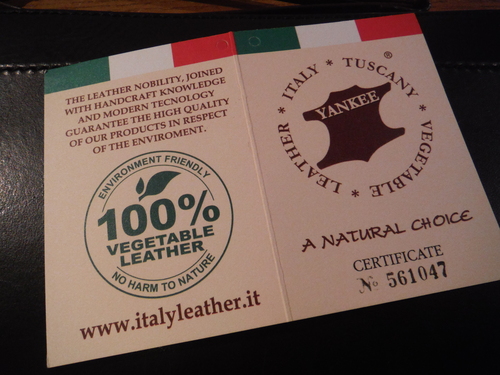 THE LEATHER NOBILITY, JOINED
WITH HANDCRAFT KNOWLEDGE
AND MODERN TECNOLOGY
GUARANTEE THE HIGH QUALITY
OF OUR PRODUCTS IN RESPECT
OF THE ENVIROMENT.
ENVIRONMENT FRIENDLY
100%
VEGETABLE
LEATHER
NO HARM TO NATURE
www.italyleather.it
LEATHER * ITALY * TUSCANY * VEGETABLE *
®
YANKEE
A NATURAL CHOICE
CERTIFICATE
No 561047